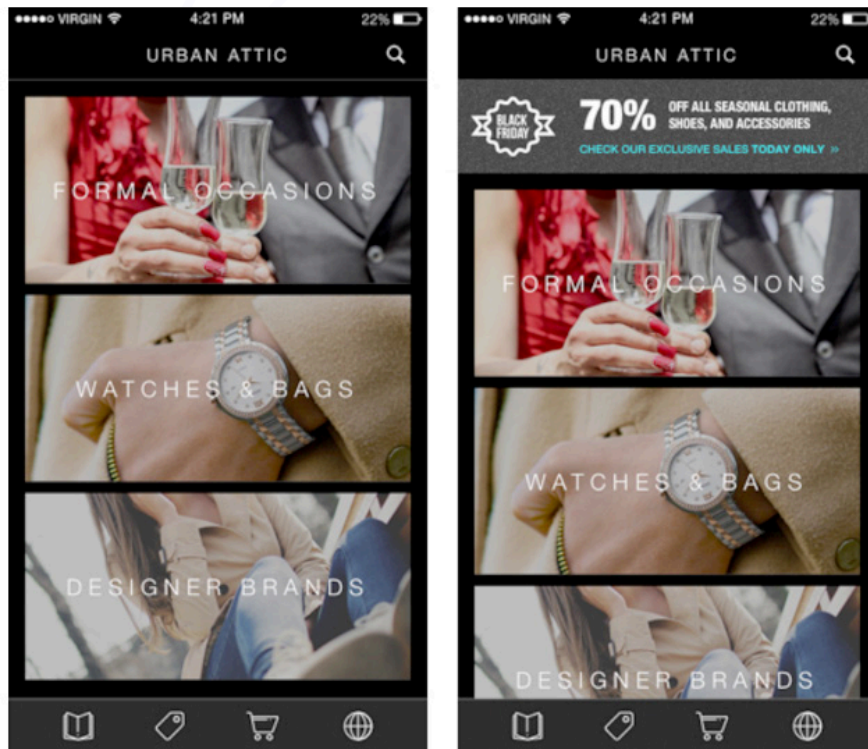 VIRGIN 4:21 PM 22%
URBAN ATTIC
FORMAL OCCASIONS
WATCHES & BAGS
DESIGNER BRANDS
VIRGIN 4:21 PM 22%
URBAN ATTIC
BLACK
FRIDAY
70%
OFF ALL SEASONAL CLOTHING,
SHOES, AND ACCESSORIES
CHECK OUR EXCLUSIVE SALES TODAY ONLY »
FORMAL OCCASIONS
WATCHES & BAGS
DESIGNER BRANDS